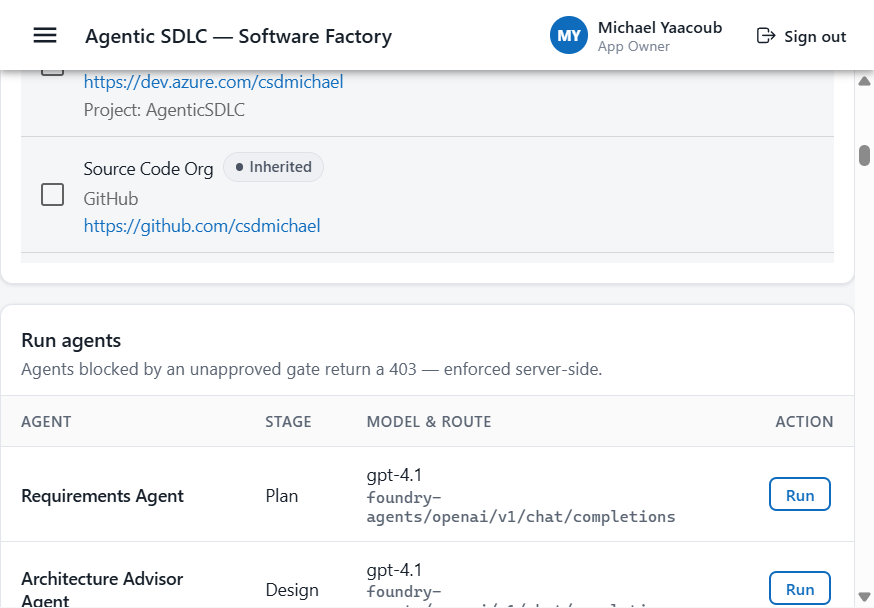 Agentic SDLC — Software Factory
MY
Michael Yaacoub
App Owner
Sign out
https://dev.azure.com/csdmichael
Project: AgenticSDLC
Source Code Org
Inherited
GitHub
https://github.com/csdmichael
Run agents
Agents blocked by an unapproved gate return a 403 — enforced server-side.
AGENT
STAGE
MODEL & ROUTE
ACTION
Requirements Agent
Plan
gpt-4.1
foundry-
agents/openai/v1/chat/completions
Run
Architecture Advisor
Agent
Design
gpt-4.1
foundry-
Run